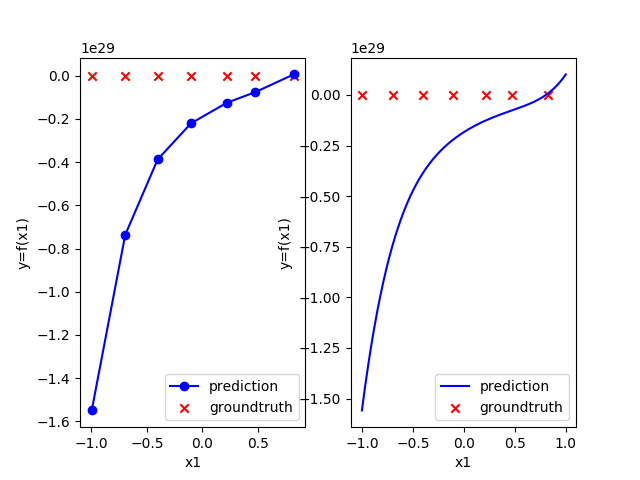 1e29
0.0
−0.2
−0.4
−0.6
−0.8
−1.0
−1.2
−1.4
−1.6
y=f(x1)
−1.0
−0.5
0.0
0.5
x1
prediction
groundtruth
1e29
0.00
−0.25
−0.50
−0.75
−1.00
−1.25
−1.50
y=f(x1)
−1.0
−0.5
0.0
0.5
1.0
x1
prediction
groundtruth